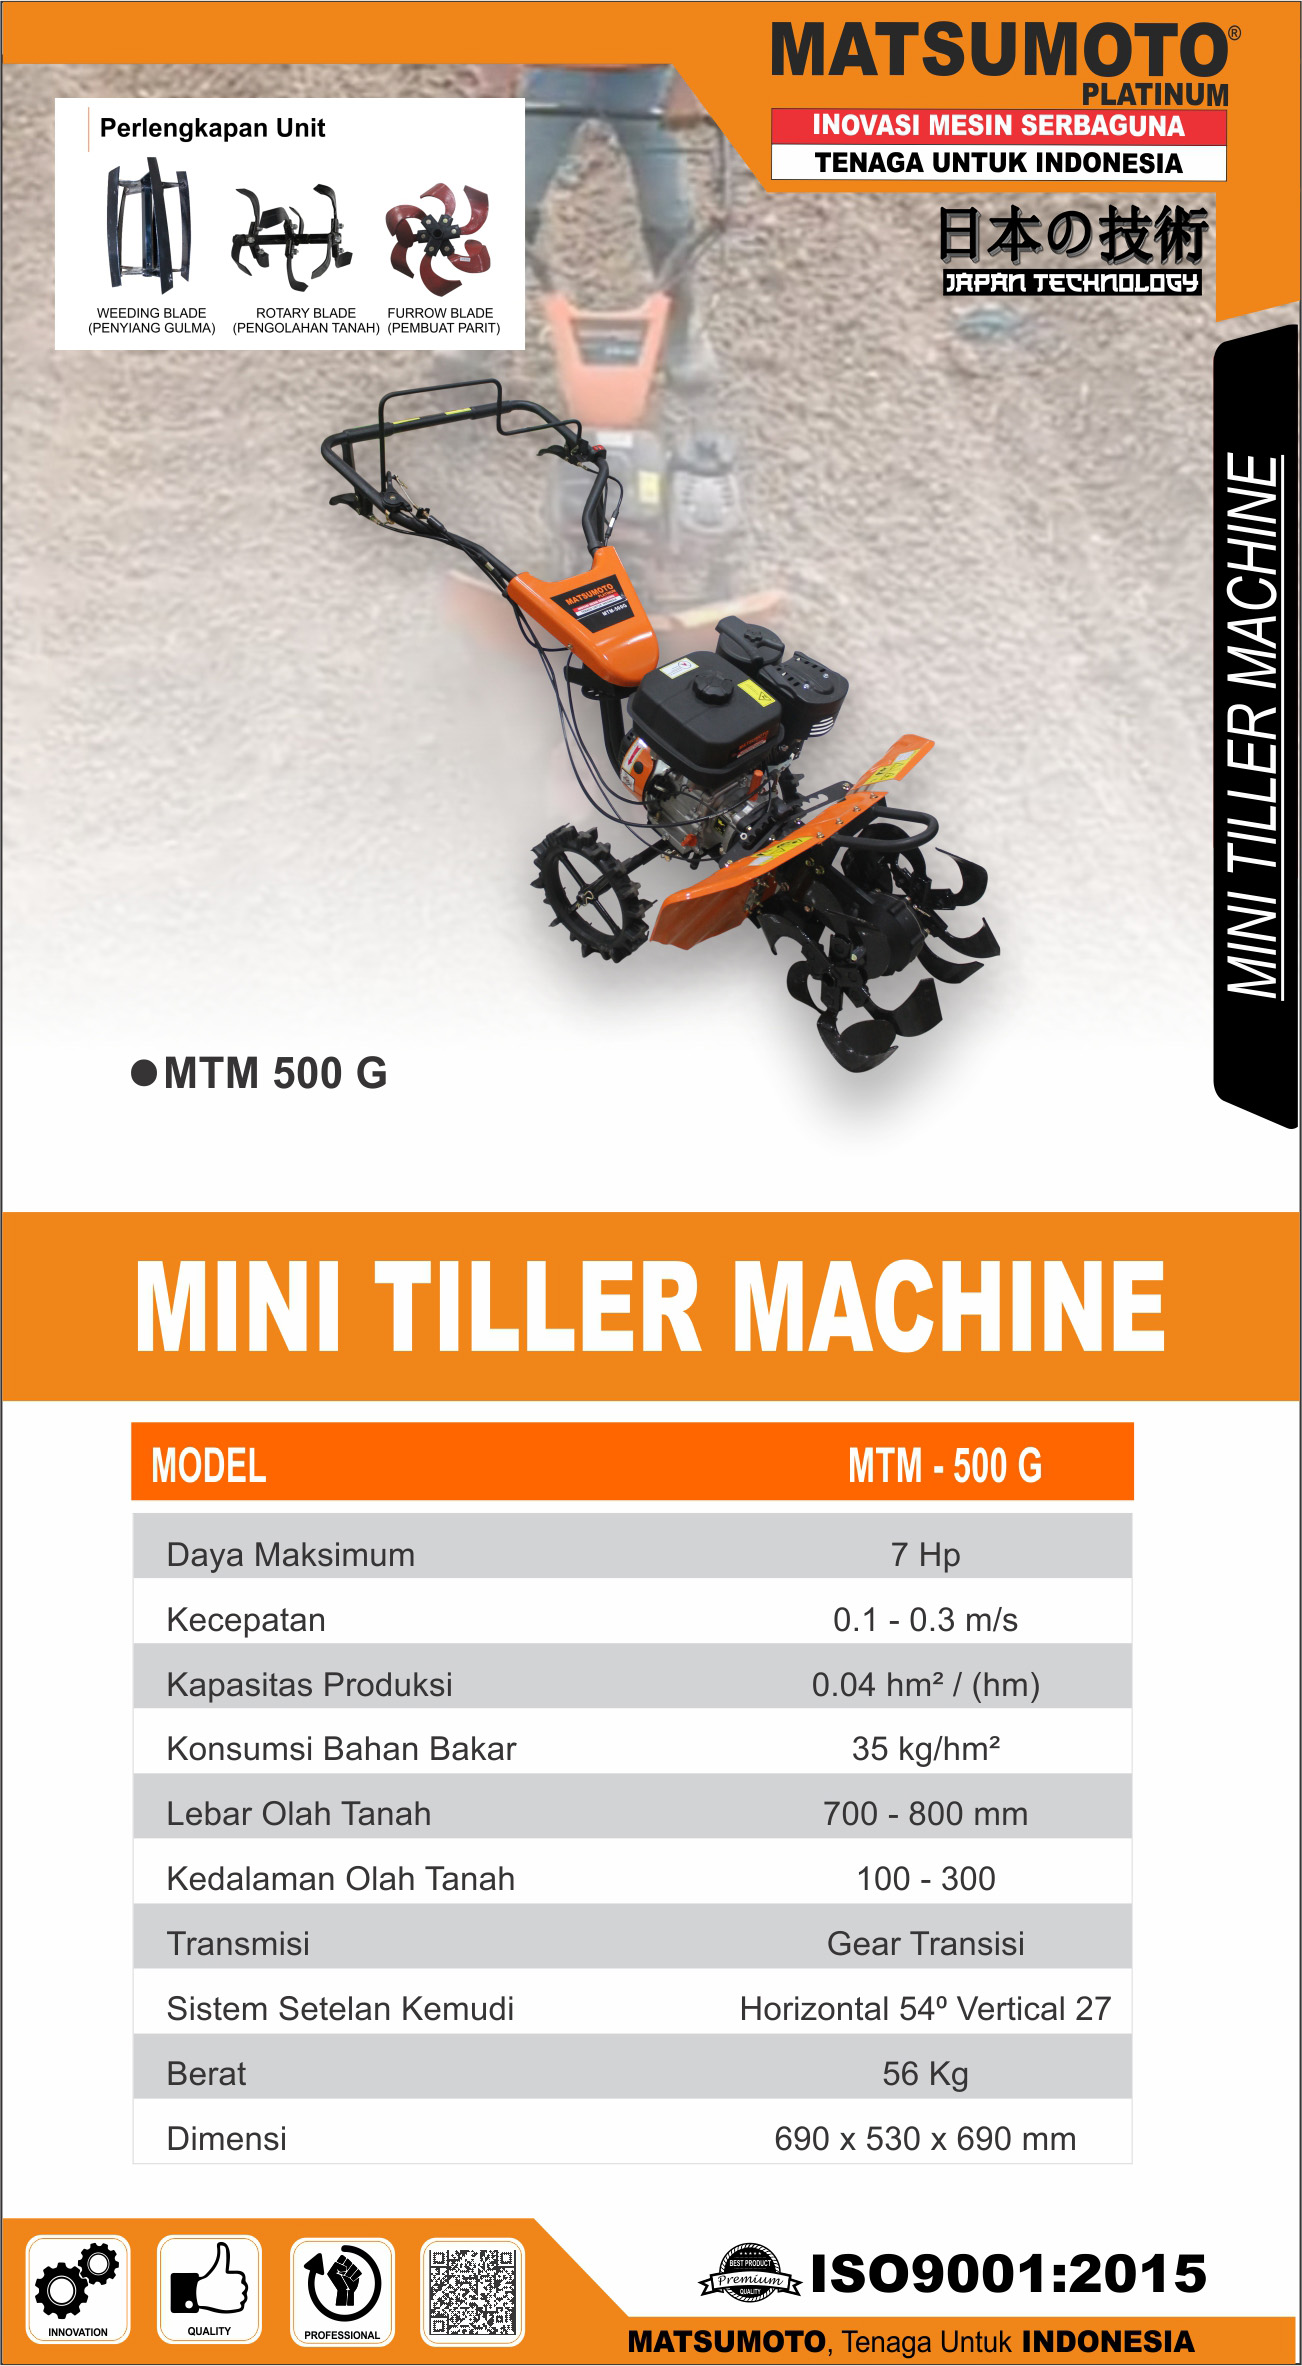 MATSUMOTO®
PLATINUM
INOVASI MESIN SERBAGUNA
TENAGA UNTUK INDONESIA
日本の技術
JAPAN TECHNOLOGY
Perlengkapan Unit
WEEDING BLADE
(PENYIANG GULMA)
ROTARY BLADE
(PENGOLAHAN TANAH)
FURROW BLADE
(PEMBUAT PARIT)
MINI TILLER MACHINE
MATSUMOTO
PLATINUM
MTM-500G
MATSUMOTO
●MTM 500 G
MINI TILLER MACHINE
MODEL MTM - 500 G
Daya Maksimum 7 Hp
Kecepatan 0.1 - 0.3 m/s
Kapasitas Produksi 0.04 hm² / (hm)
Konsumsi Bahan Bakar 35 kg/hm²
Lebar Olah Tanah 700 - 800 mm
Kedalaman Olah Tanah 100 - 300
Transmisi Gear Transisi
Sistem Setelan Kemudi Horizontal 54º Vertical 27
Berat 56 Kg
Dimensi 690 x 530 x 690 mm
INNOVATION
QUALITY
PROFESSIONAL
BEST PRODUCT
Premium
QUALITY
ISO9001:2015
MATSUMOTO, Tenaga Untuk INDONESIA